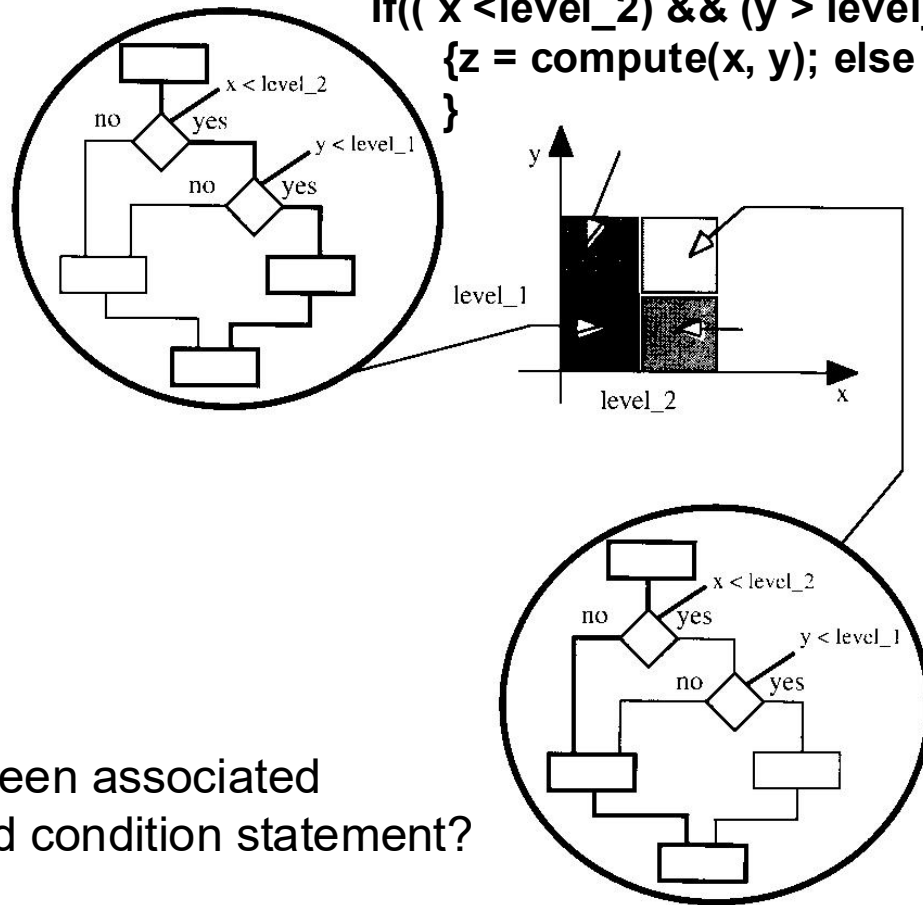 If(( x <level_2) && (y > level_
{z = compute(x, y); else
}
x < level_2
no
yes
y < level_1
no
yes
y
level_1
level_2
x
x < level_2
no
yes
y < level_1
no
yes
een associated
d condition statement?